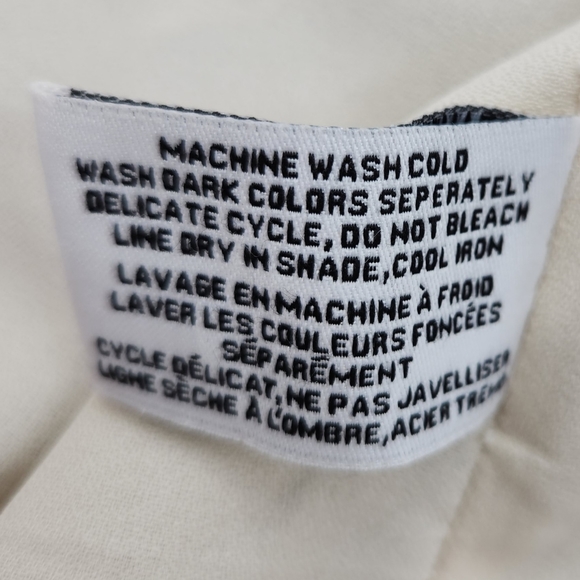 MACHINE WASH COLD
WASH DARK COLORS SEPERATELY
DELICATE CYCLE, DO NOT BLEACH
LINE DRY IN SHADE, COOL IRON
LAVAGE EN MACHINE À FROID
LAVER LES COULEURS FONCÉES
SÉPARÉMENT
CYCLE DÉLICAT, NE PAS JAVELLISER
LIGNE SÈCHE À L'OMBRE, ACIER